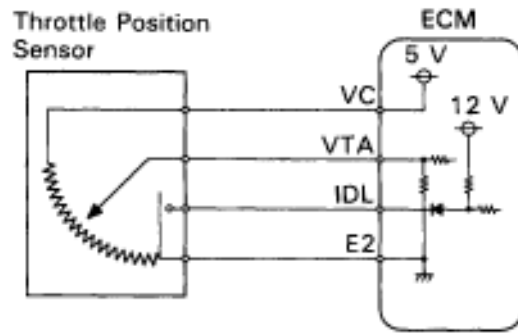 Throttle Position
Sensor
ECM
5 V
VC
12 V
VTA
IDL
E2